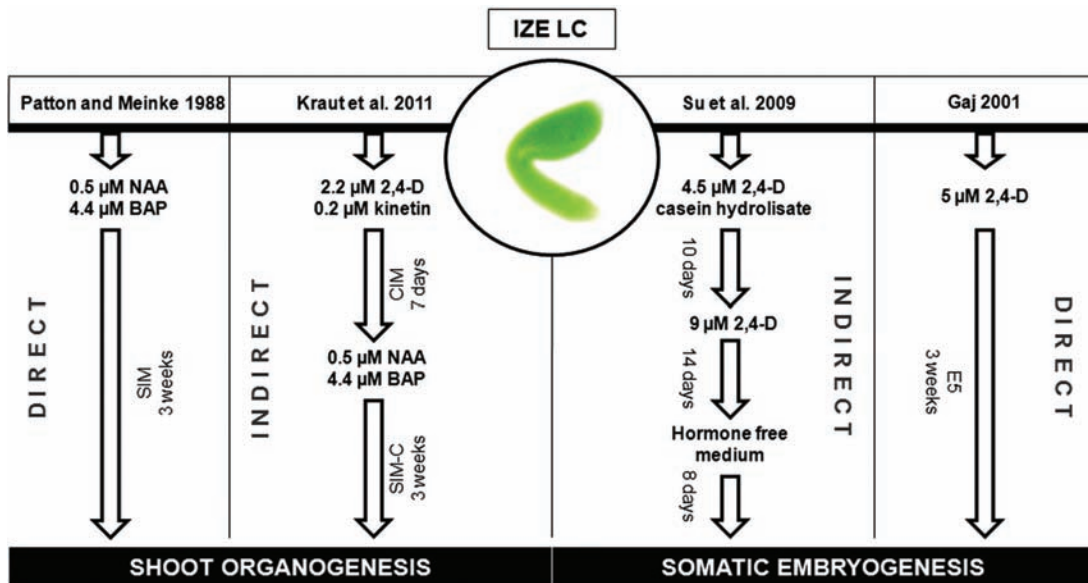 IZE LC
Patton and Meinke 1988
Kraut et al. 2011
Su et al. 2009
Gaj 2001
DIRECT
0.5 µM NAA
4.4 µM BAP
SIM
3 weeks
INDIRECT
2.2 µM 2,4-D
0.2 µM kinetin
CIM
7 days
0.5 µM NAA
4.4 µM BAP
SIM-C
3 weeks
4.5 µM 2,4-D
casein hydrolisate
10 days
9 µM 2,4-D
14 days
Hormone free
medium
8 days
INDIRECT
5 µM 2,4-D
E5
3 weeks
DIRECT
SHOOT ORGANOGENESIS
SOMATIC EMBRYOGENESIS